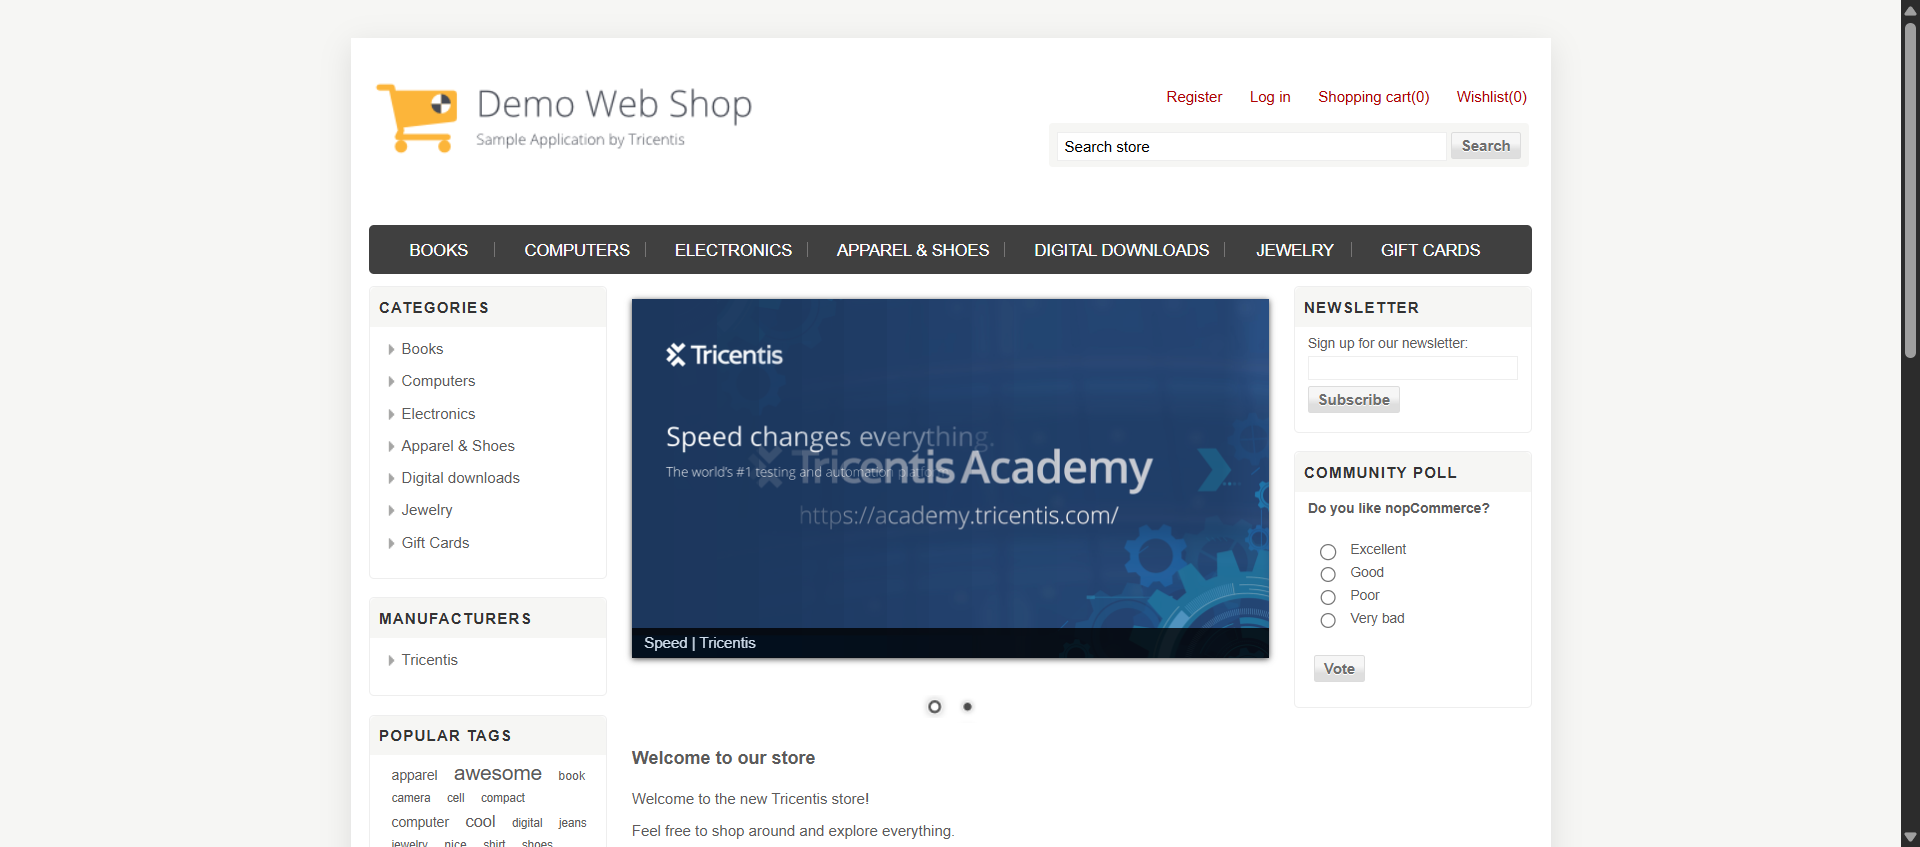 Demo Web Shop
Sample Application by Tricentis
Register Log in Shopping cart(0) Wishlist(0)
Search store Search
BOOKS COMPUTERS ELECTRONICS APPAREL & SHOES DIGITAL DOWNLOADS JEWELRY GIFT CARDS
CATEGORIES
Books
Computers
Electronics
Apparel & Shoes
Digital downloads
Jewelry
Gift Cards
MANUFACTURERS
Tricentis
POPULAR TAGS
apparel awesome book
camera cell compact
computer cool digital jeans
jewelry nice shirt shoes
Tricentis
Speed changes everything.
The world's #1 testing and automation platform
Tricentis Academy
https://academy.tricentis.com/
Speed | Tricentis
Welcome to our store
Welcome to the new Tricentis store!
Feel free to shop around and explore everything.
NEWSLETTER
Sign up for our newsletter:
Subscribe
COMMUNITY POLL
Do you like nopCommerce?
Excellent
Good
Poor
Very bad
Vote